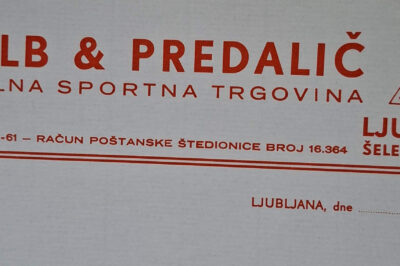 LB & PREDALIČ
LNA SPORTNA TRGOVINA
-61 — RAČUN POŠTANSKE ŠTEDIONICE BROJ 16.364
LJU
ŠELE
LJUBLJANA, dne